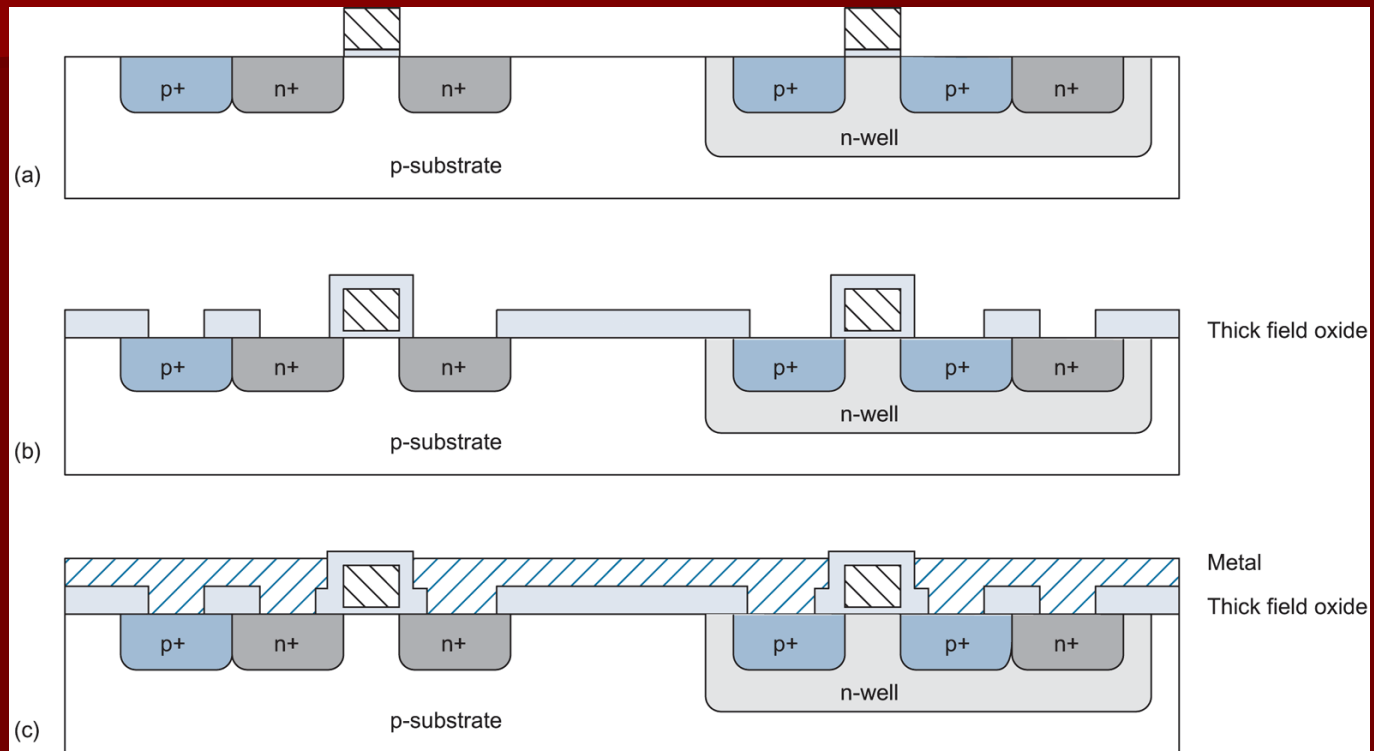 p+
n+
n+
p+
p+
n+
n-well
p-substrate
(a)
Thick field oxide
p+
n+
n+
p+
p+
n+
n-well
p-substrate
(b)
Metal
Thick field oxide
p+
n+
n+
p+
p+
n+
n-well
p-substrate
(c)